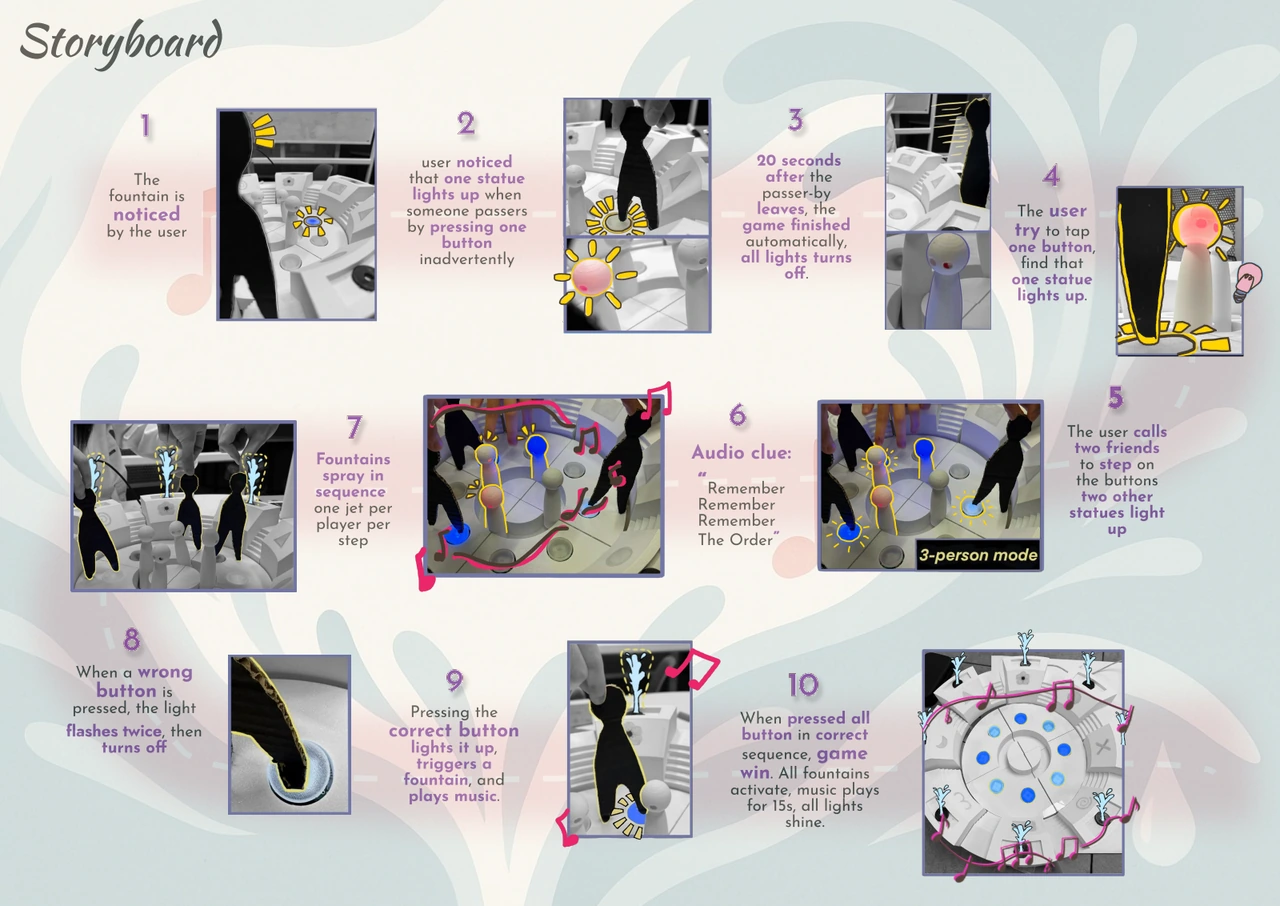 Storyboard
1
The
fountain is
noticed
by the user
2
user noticed
that one statue
lights up when
someone passers
by pressing one
button
inadvertently
3
20 seconds
after the
passer-by
leaves, the
game finished
automatically,
all lights turns
off.
4
The user
try to tap
one button,
find that
one statue
lights up.
5
The user calls
two friends
to step on
the buttons
two other
statues light
up
3-person mode
6
Audio clue:
"Remember
Remember
Remember
The Order"
7
Fountains
spray in
sequence
one jet per
player per
step
8
When a wrong
button is
pressed, the light
flashes twice, then
turns off
9
Pressing the
correct button
lights it up,
triggers a
fountain, and
plays music.
10
When pressed all
button in correct
sequence, game
win. All fountains
activate, music plays
for 15s, all lights
shine.